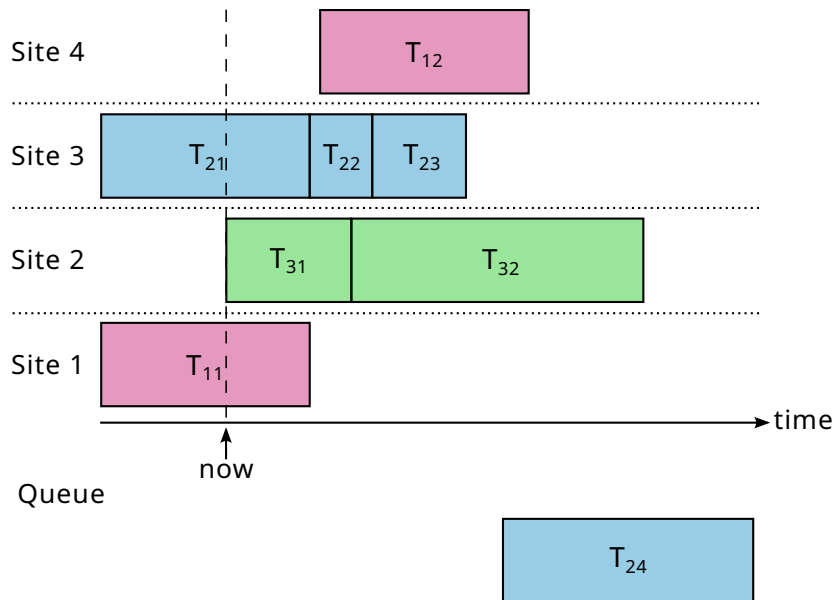 Site 4
T₁₂
Site 3
T₂₁
T₂₂
T₂₃
Site 2
T₃₁
T₃₂
Site 1
T₁₁
time
now
Queue
T₂₄